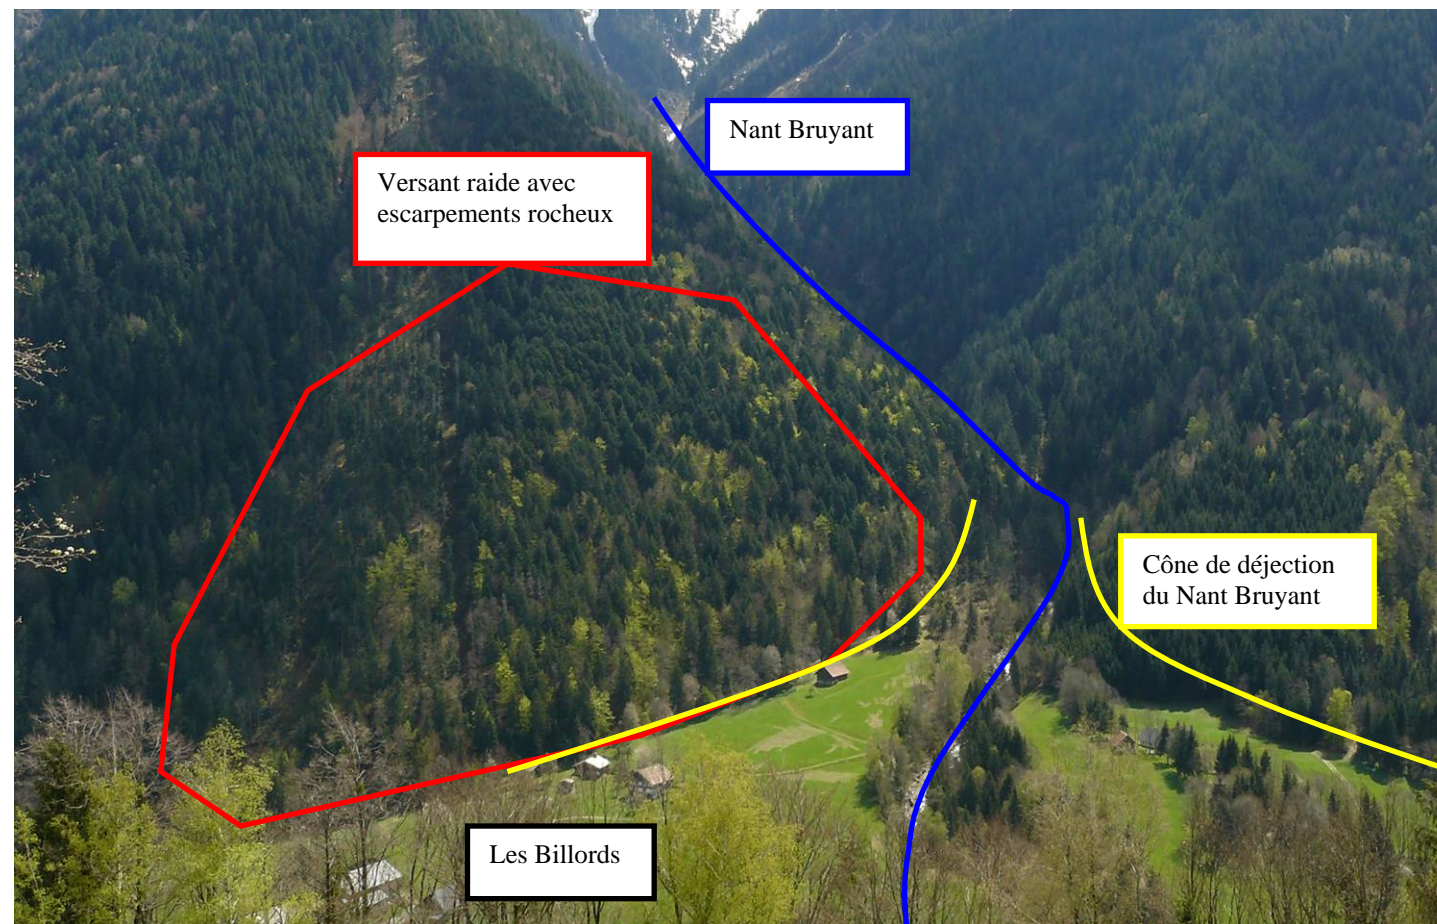 Nant Bruyant
Versant raide avec
escarpements rocheux
Cône de déjection
du Nant Bruyant
Les Billords